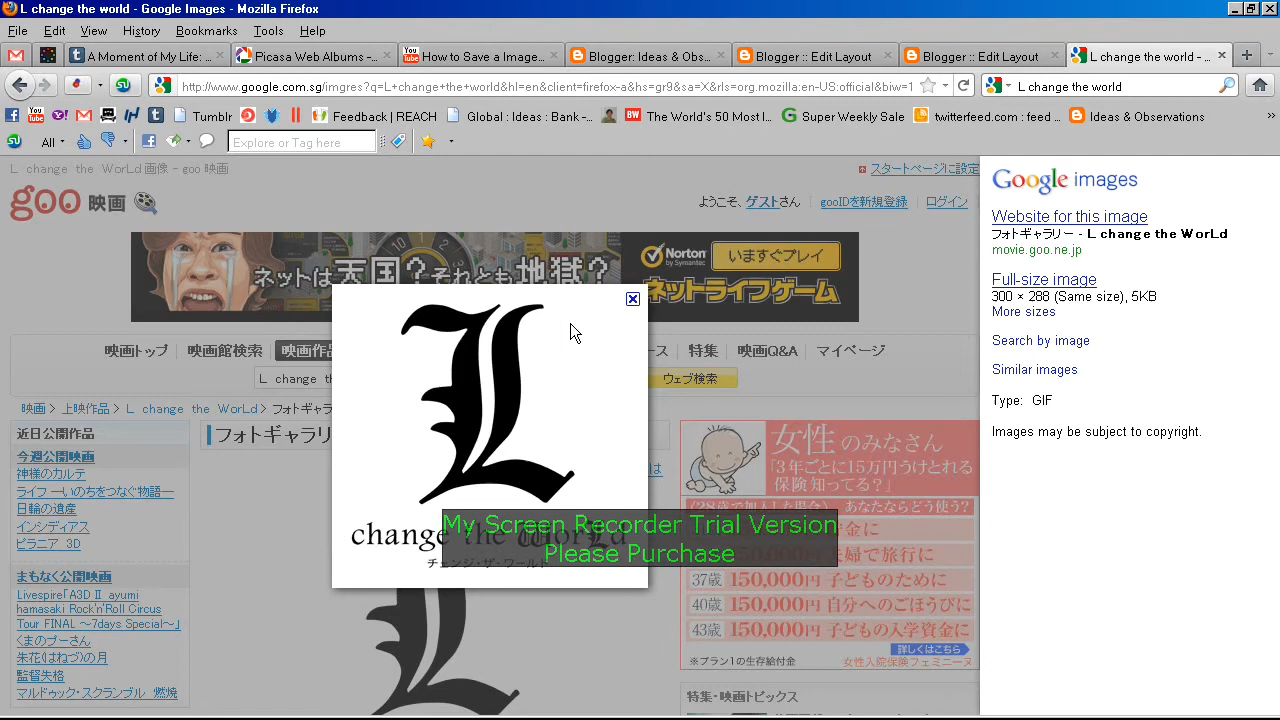 L change the world - Google Images - Mozilla Firefox
File Edit View History Bookmarks Tools Help
A Moment of My Life: ...
Picasa Web Albums ...
How to Save a Image...
Blogger: Ideas & Obs...
Blogger :: Edit Layout
Blogger :: Edit Layout
L change the world - ...
L change the world
Feedback! | REACH
Global : Ideas : Bank - ...
The World's 50 Most I...
Super Weekly Sale
twitterfeed.com : feed ...
Ideas & Observations
All
Explore or Tag here
L change the WorLd 画像 - goo 映画
スタートページに設定
goo 映画
ようこそ、ゲストさん
gooIDを新規登録
ログイン
ネットは天国?それとも地獄?
Norton by Symantec
いますぐプレイ
ネットライフゲーム
映画トップ 映画館検索 映画作品
特集 映画Q&A マイページ
ウェブ検索
映画 > 上映作品 > L change the WorLd > フォトギャラ
近日公開作品
今週公開映画
神様のカルテ
ライフ ―いのちをつなぐ物語―
日輪の遺産
インシディアス
ピラニア 3D
まもなく公開映画
Livespire「A3D II ayumi
hamasaki Rock'n'Roll Circus
Tour FINAL ～7days Special～」
くまのプーさん
朱花(はねづ)の月
監督失格
マルドゥック・スクランブル 燃焼
フォトギャラリ
L
change the WorLd
チェンジ・ザ・ワールド
My Screen Recorder Trial Version
Please Purchase
女性のみなさん
「3年ごとに15万円うけとれる
保険知ってる?」
あなたならどう使う?
37歳 150,000円 子どものために
40歳 150,000円 自分へのごほうびに
43歳 150,000円 子どもの入学資金に
詳しくはこちら
※プラン1の生存給付金 女性入院保険フェミニーヌ
特集・映画トピックス
Google images
Website for this image
フォトギャラリー - L change the WorLd
movie.goo.ne.jp
Full-size image
300 × 288 (Same size), 5KB
More sizes
Search by image
Similar images
Type: GIF
Images may be subject to copyright.